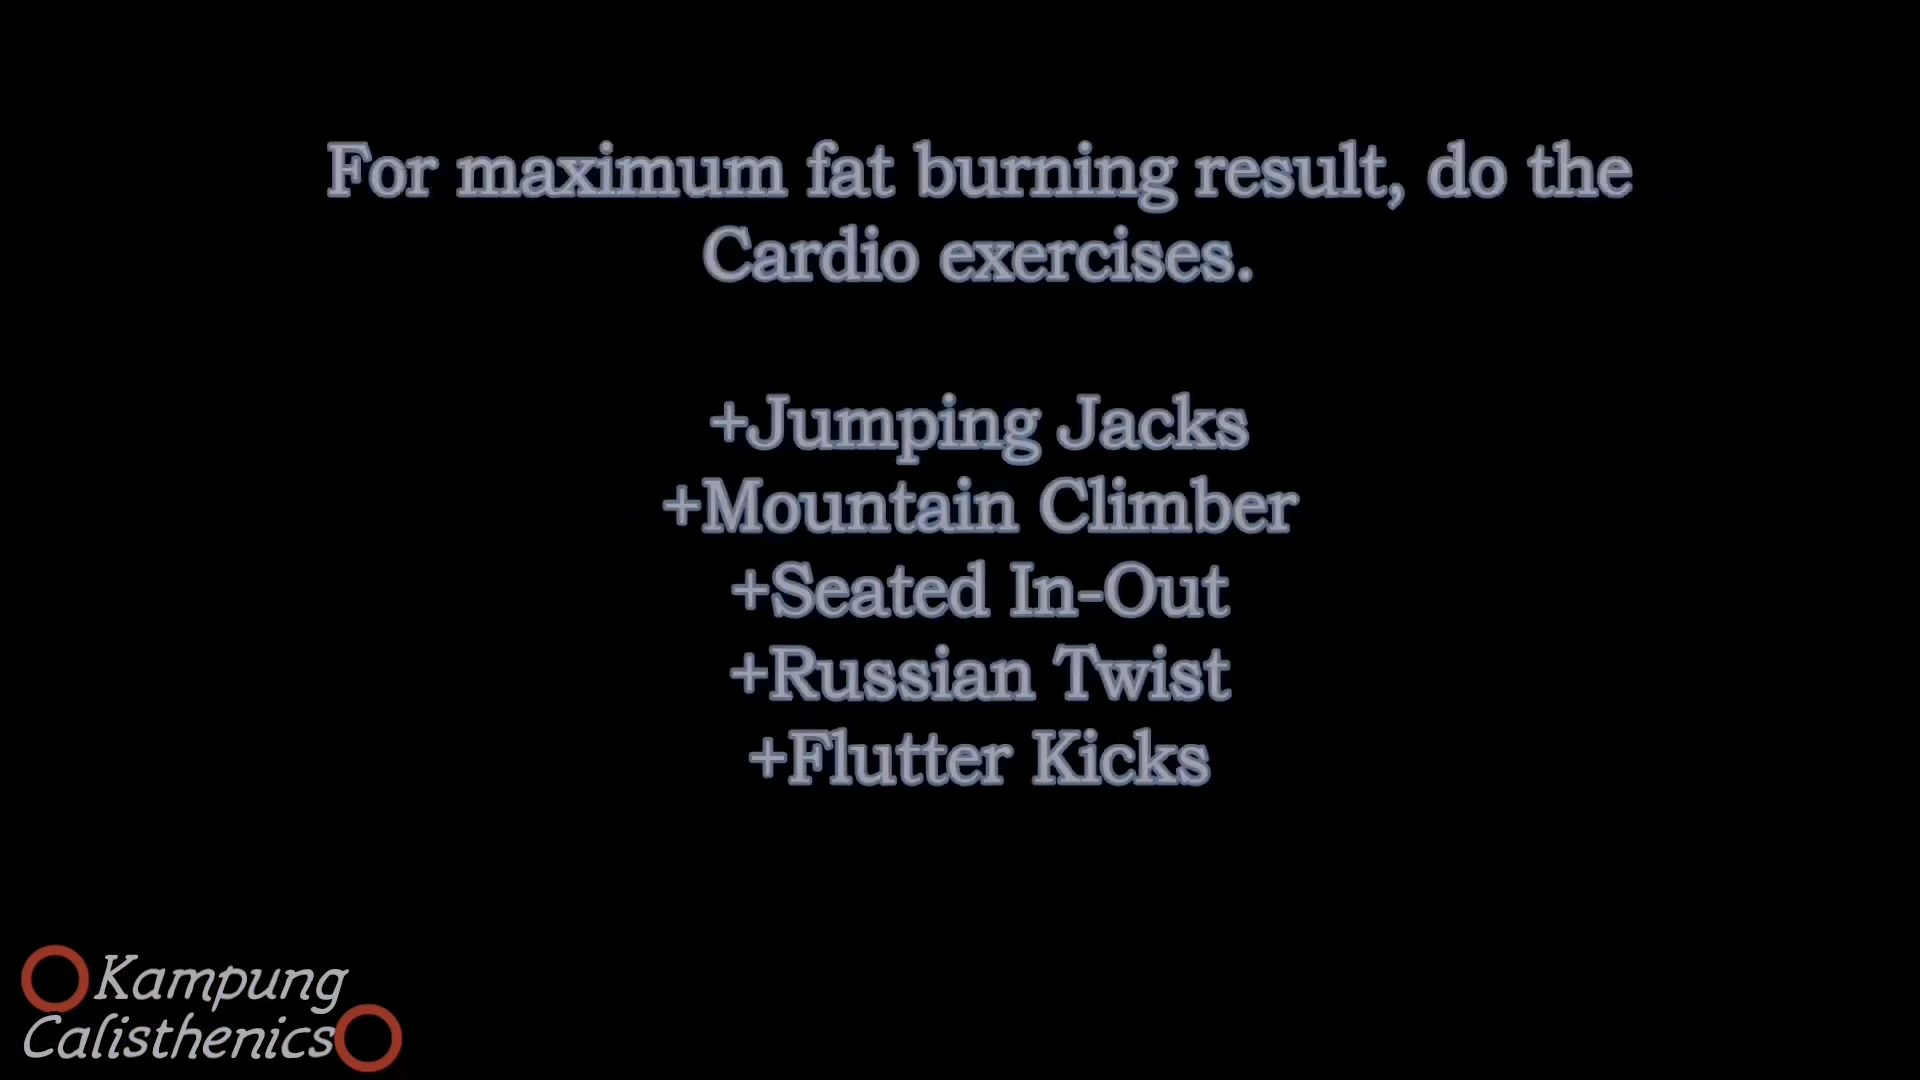 For maximum fat burning result, do the
Cardio exercises.
+Jumping Jacks
+Mountain Climber
+Seated In-Out
+Russian Twist
+Flutter Kicks
Kampung
Calisthenics